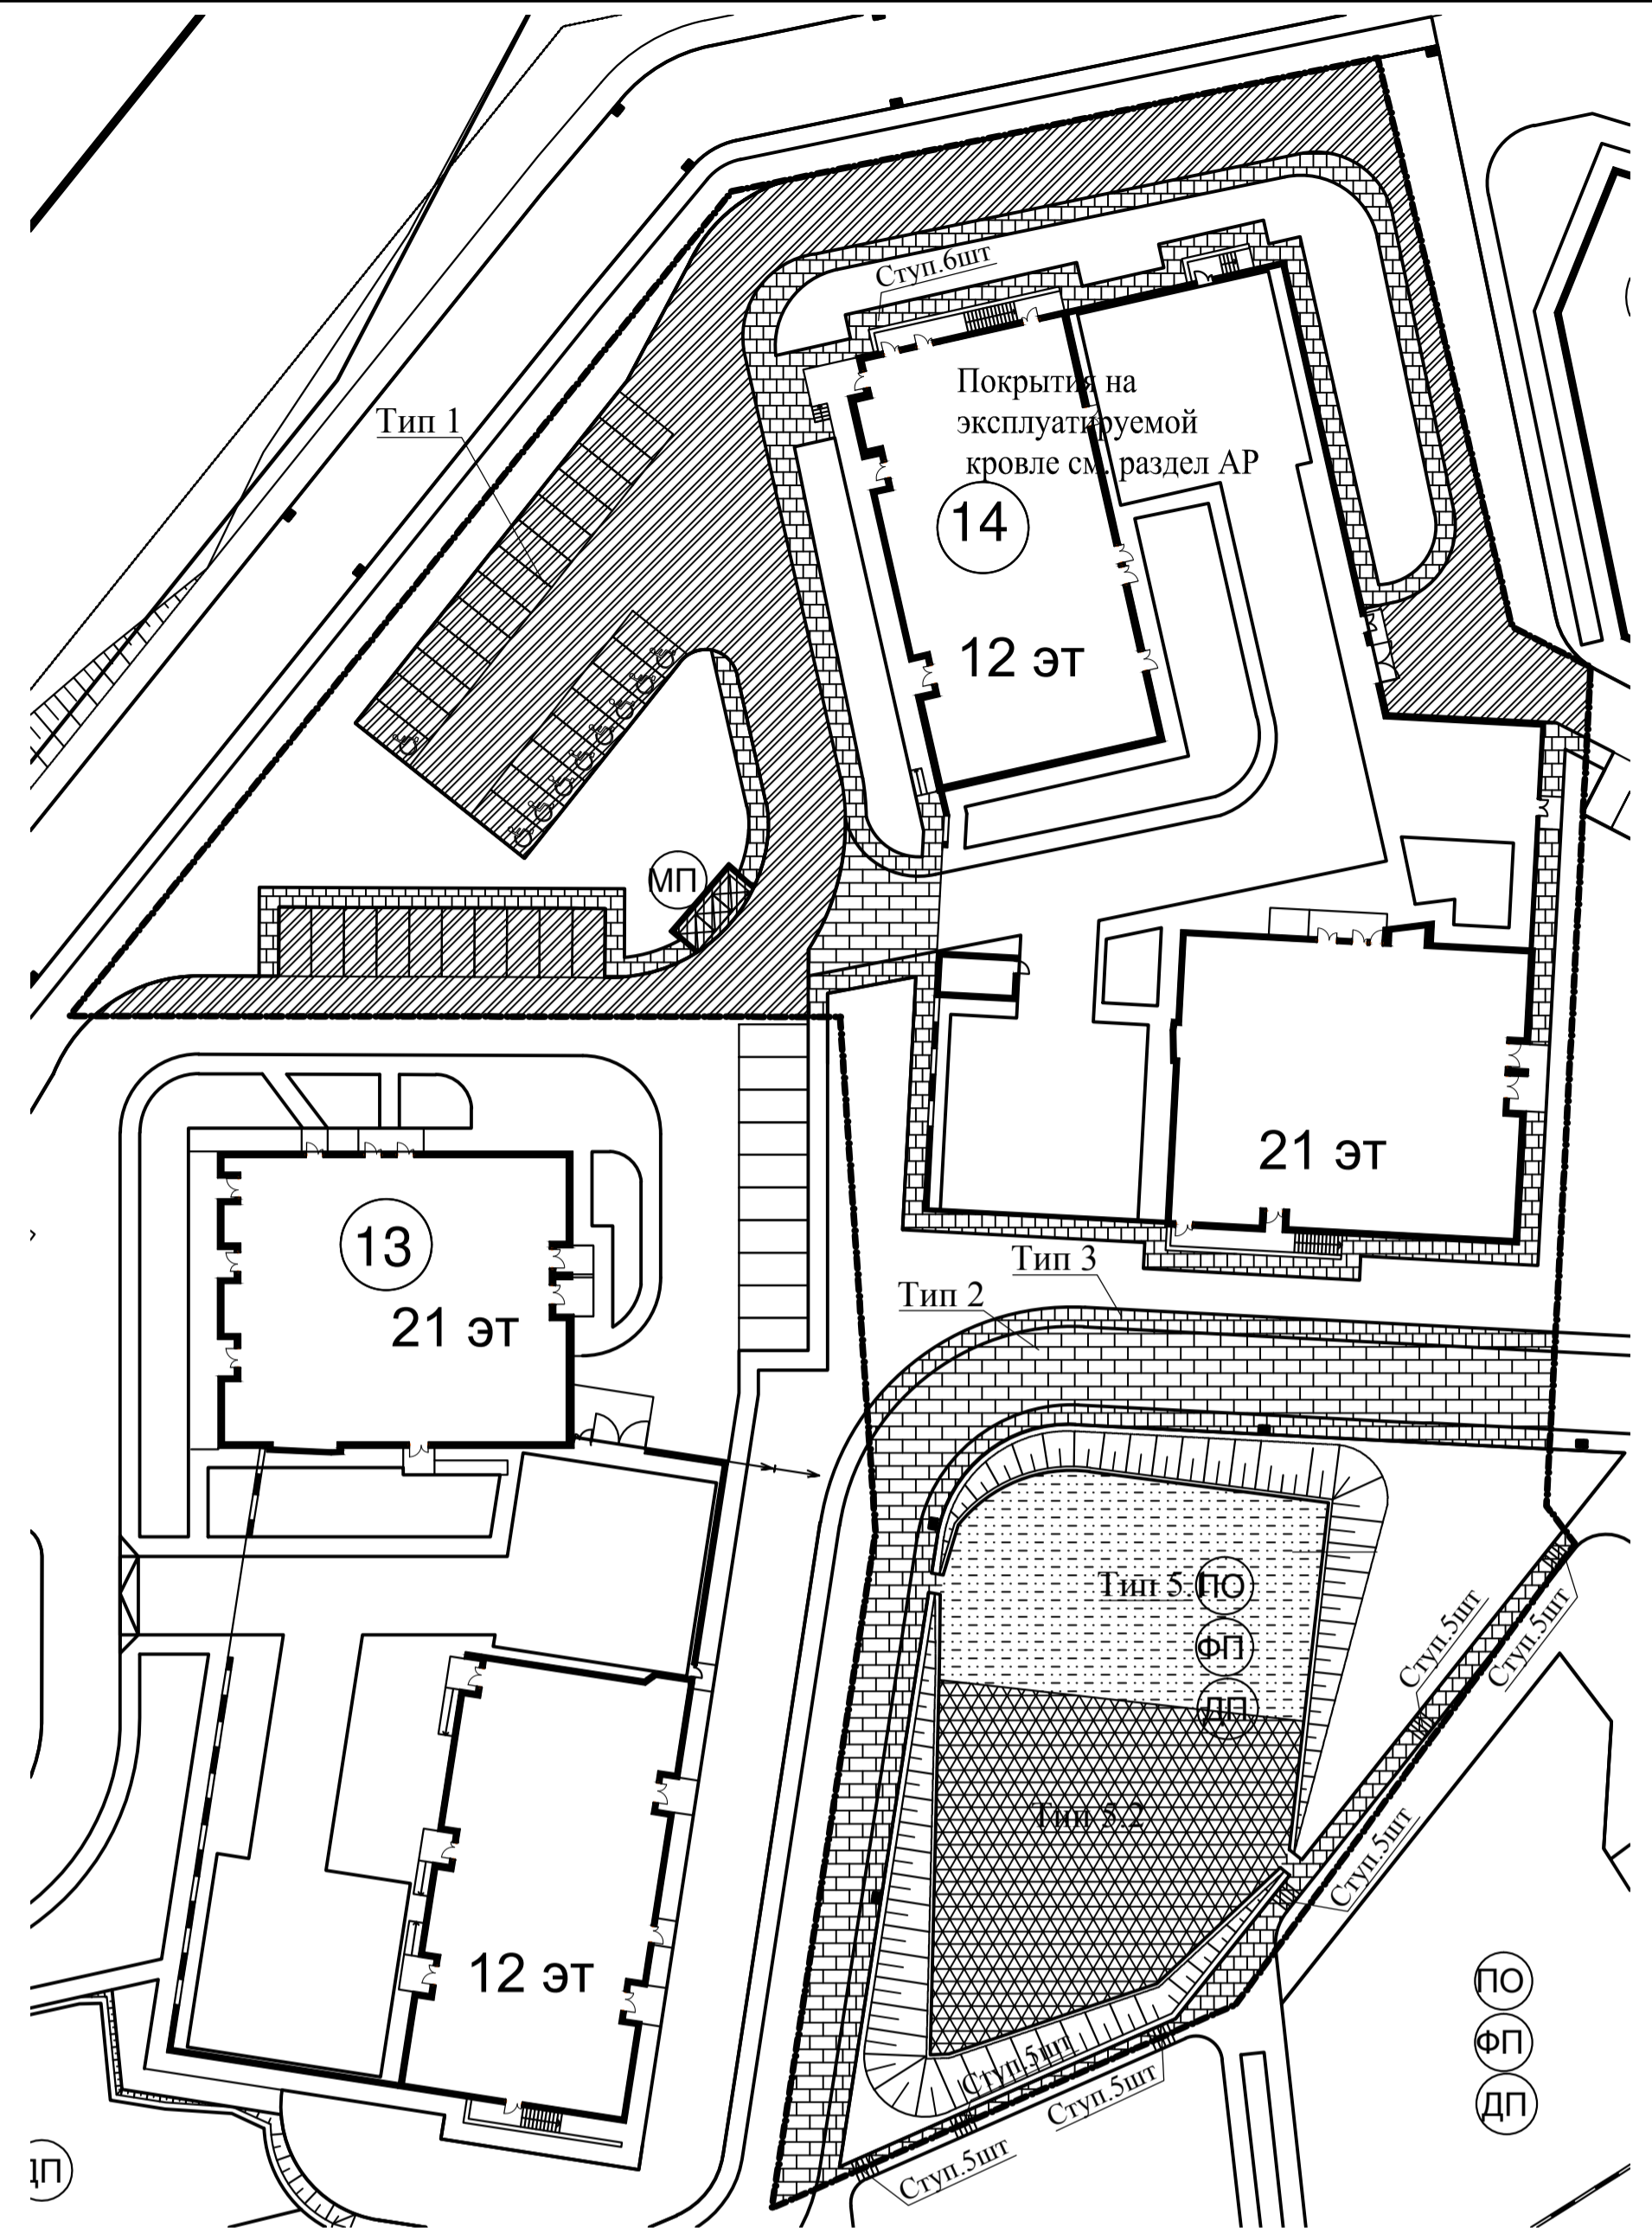 Ступ.6шт
Покрытия на
эксплуатируемой
кровле см. раздел АР
Тип 1
14
12 эт
МП
21 эт
13
21 эт
Тип 3
Тип 2
Тип 5.1
ПО
ФП
ДП
Ступ.5шт
Ступ.5шт
Тип 5.2
Ступ.5шт
12 эт
ПО
ФП
ДП
Ступ.5шт
Ступ.5шт
Ступ.5шт
ДП